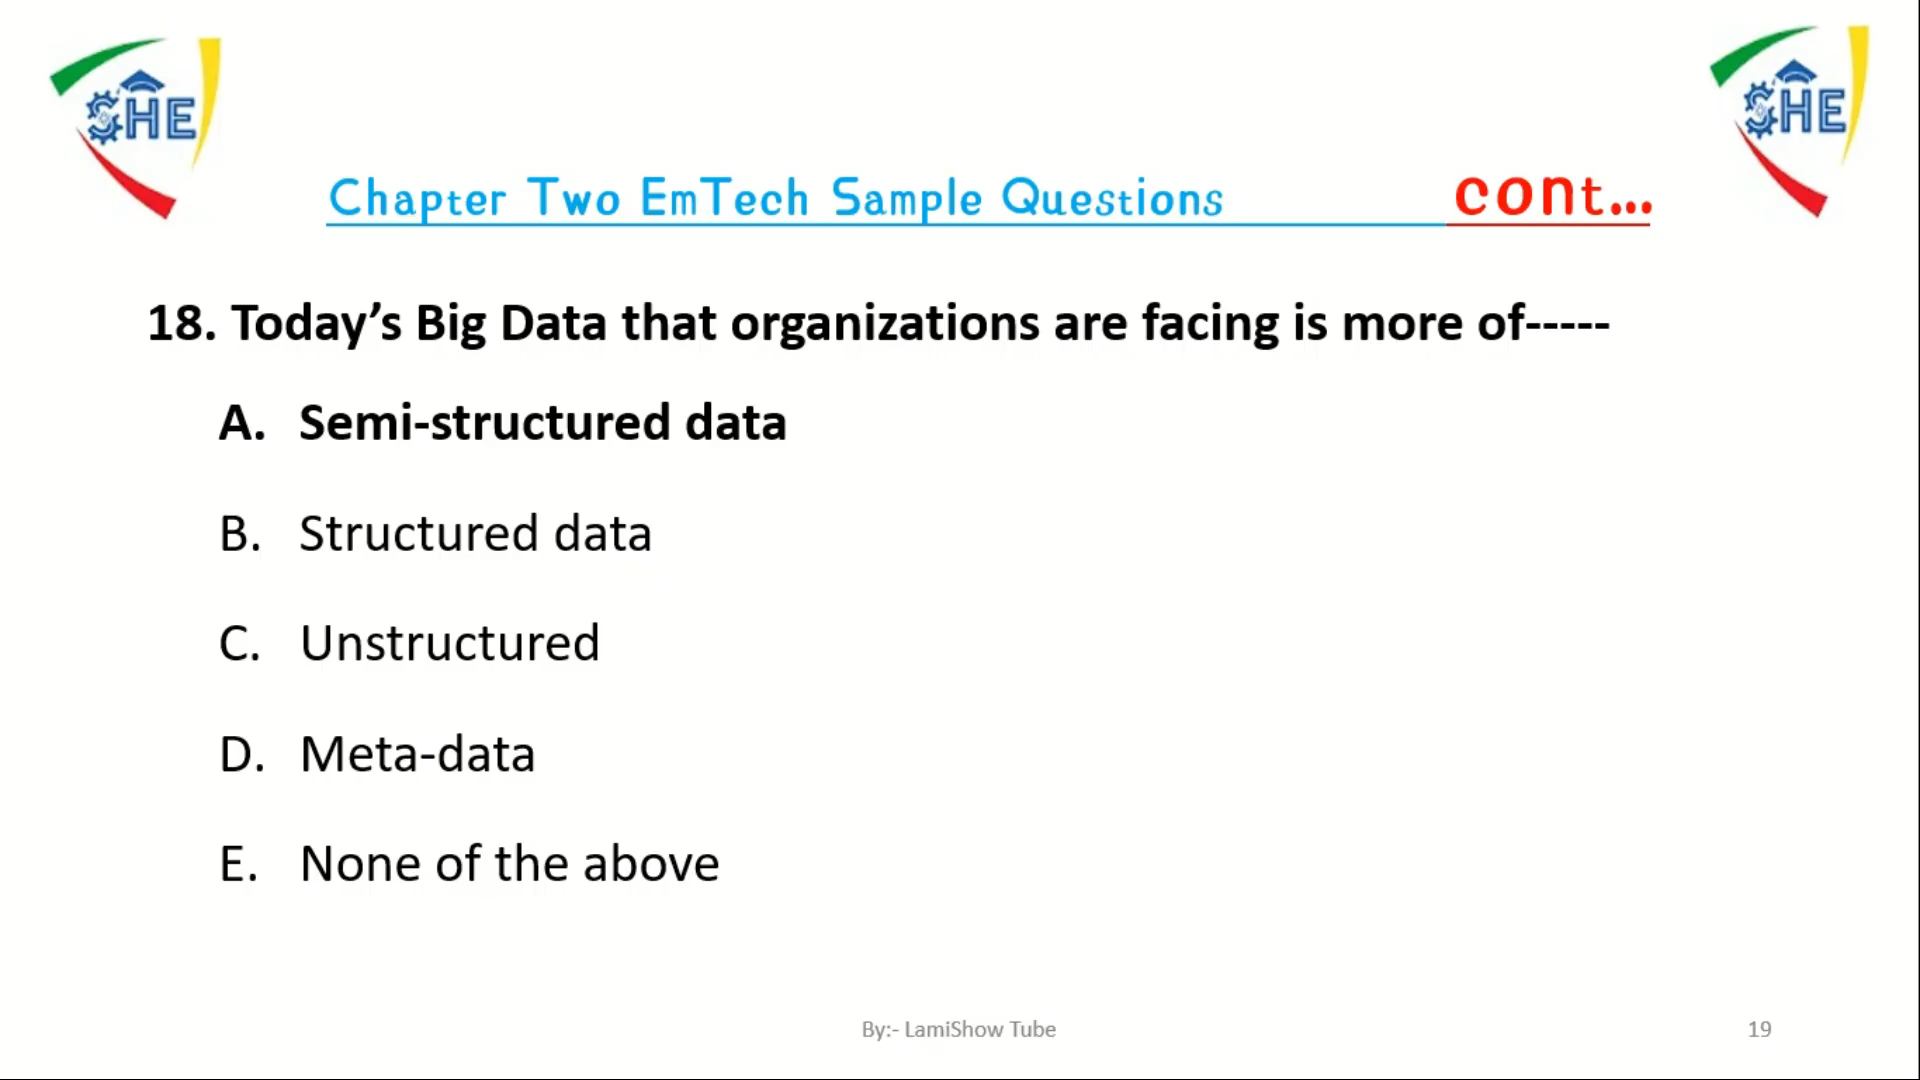 SHE
SHE
Chapter Two EmTech Sample Questions cont...
18. Today’s Big Data that organizations are facing is more of-----
A. Semi-structured data
B. Structured data
C. Unstructured
D. Meta-data
E. None of the above
By:- LamiShow Tube
19